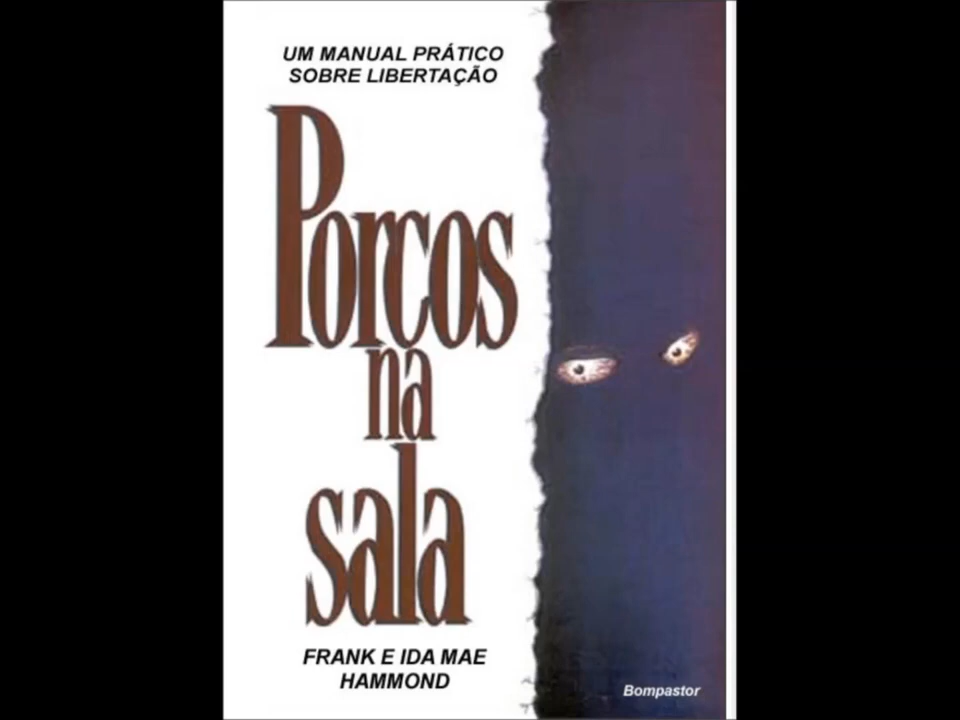 UM MANUAL PRÁTICO
SOBRE LIBERTAÇÃO
Porcos
na
sala
FRANK E IDA MAE
HAMMOND
Bompastor